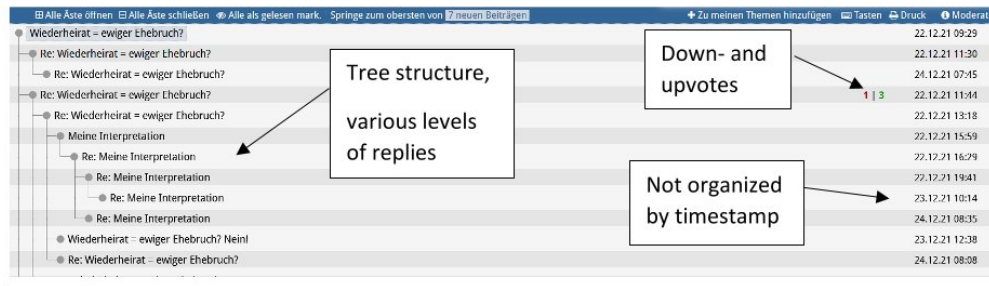 Alle Äste öffnen Alle Äste schließen Alle als gelesen mark. Springe zum obersten von 7 neuen Beiträgen + Zu meinen Themen hinzufügen Tasten Druck Moderat
Wiederheirat = ewiger Ehebruch? 22.12.21 09:29
Re: Wiederheirat = ewiger Ehebruch? 22.12.21 11:30
Re: Wiederheirat = ewiger Ehebruch? 24.12.21 07:45
Re: Wiederheirat = ewiger Ehebruch? 1 | 3 22.12.21 11:44
Re: Wiederheirat = ewiger Ehebruch? 22.12.21 13:18
Meine Interpretation 22.12.21 15:59
Re: Meine Interpretation 22.12.21 16:29
Re: Meine Interpretation 22.12.21 19:41
Re: Meine Interpretation 23.12.21 10:14
Re: Meine Interpretation 24.12.21 08:35
Wiederheirat = ewiger Ehebruch? Nein! 23.12.21 12:38
Re: Wiederheirat = ewiger Ehebruch? 24.12.21 08:08
Tree structure,
various levels
of replies
Down- and
upvotes
Not organized
by timestamp